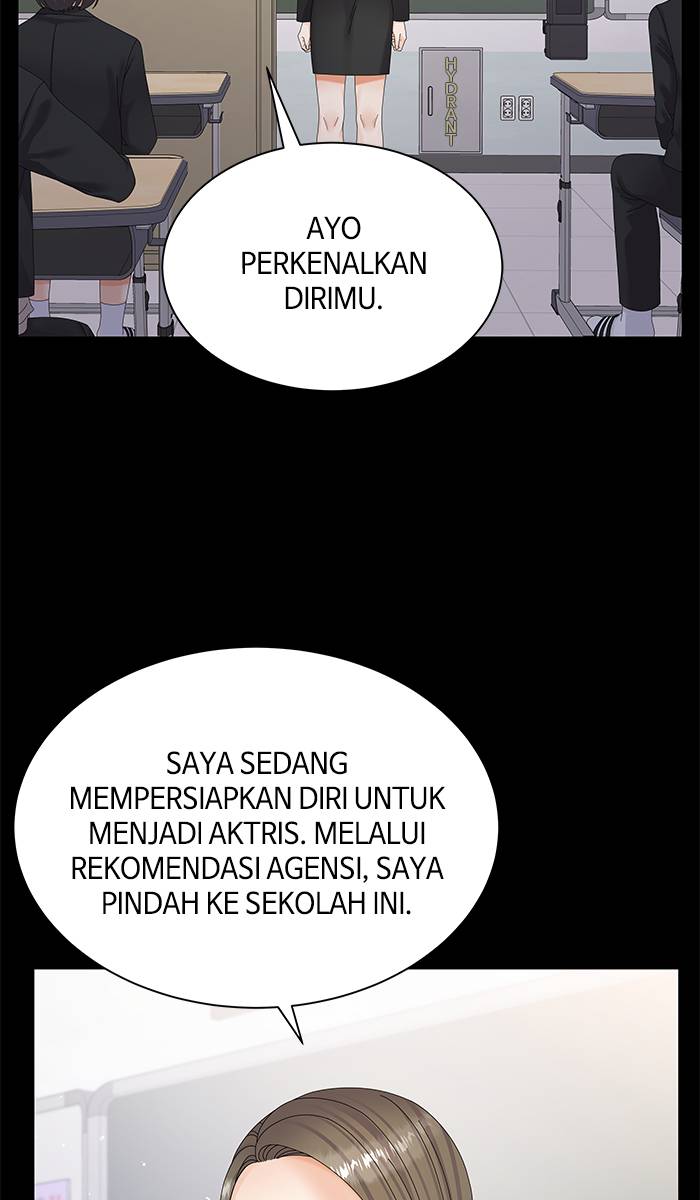 HYDRANT
AYO
PERKENALKAN
DIRIMU.
SAYA SEDANG
MEMPERSIAPKAN DIRI UNTUK
MENJADI AKTRIS. MELALUI
REKOMENDASI AGENSI, SAYA
PINDAH KE SEKOLAH INI.